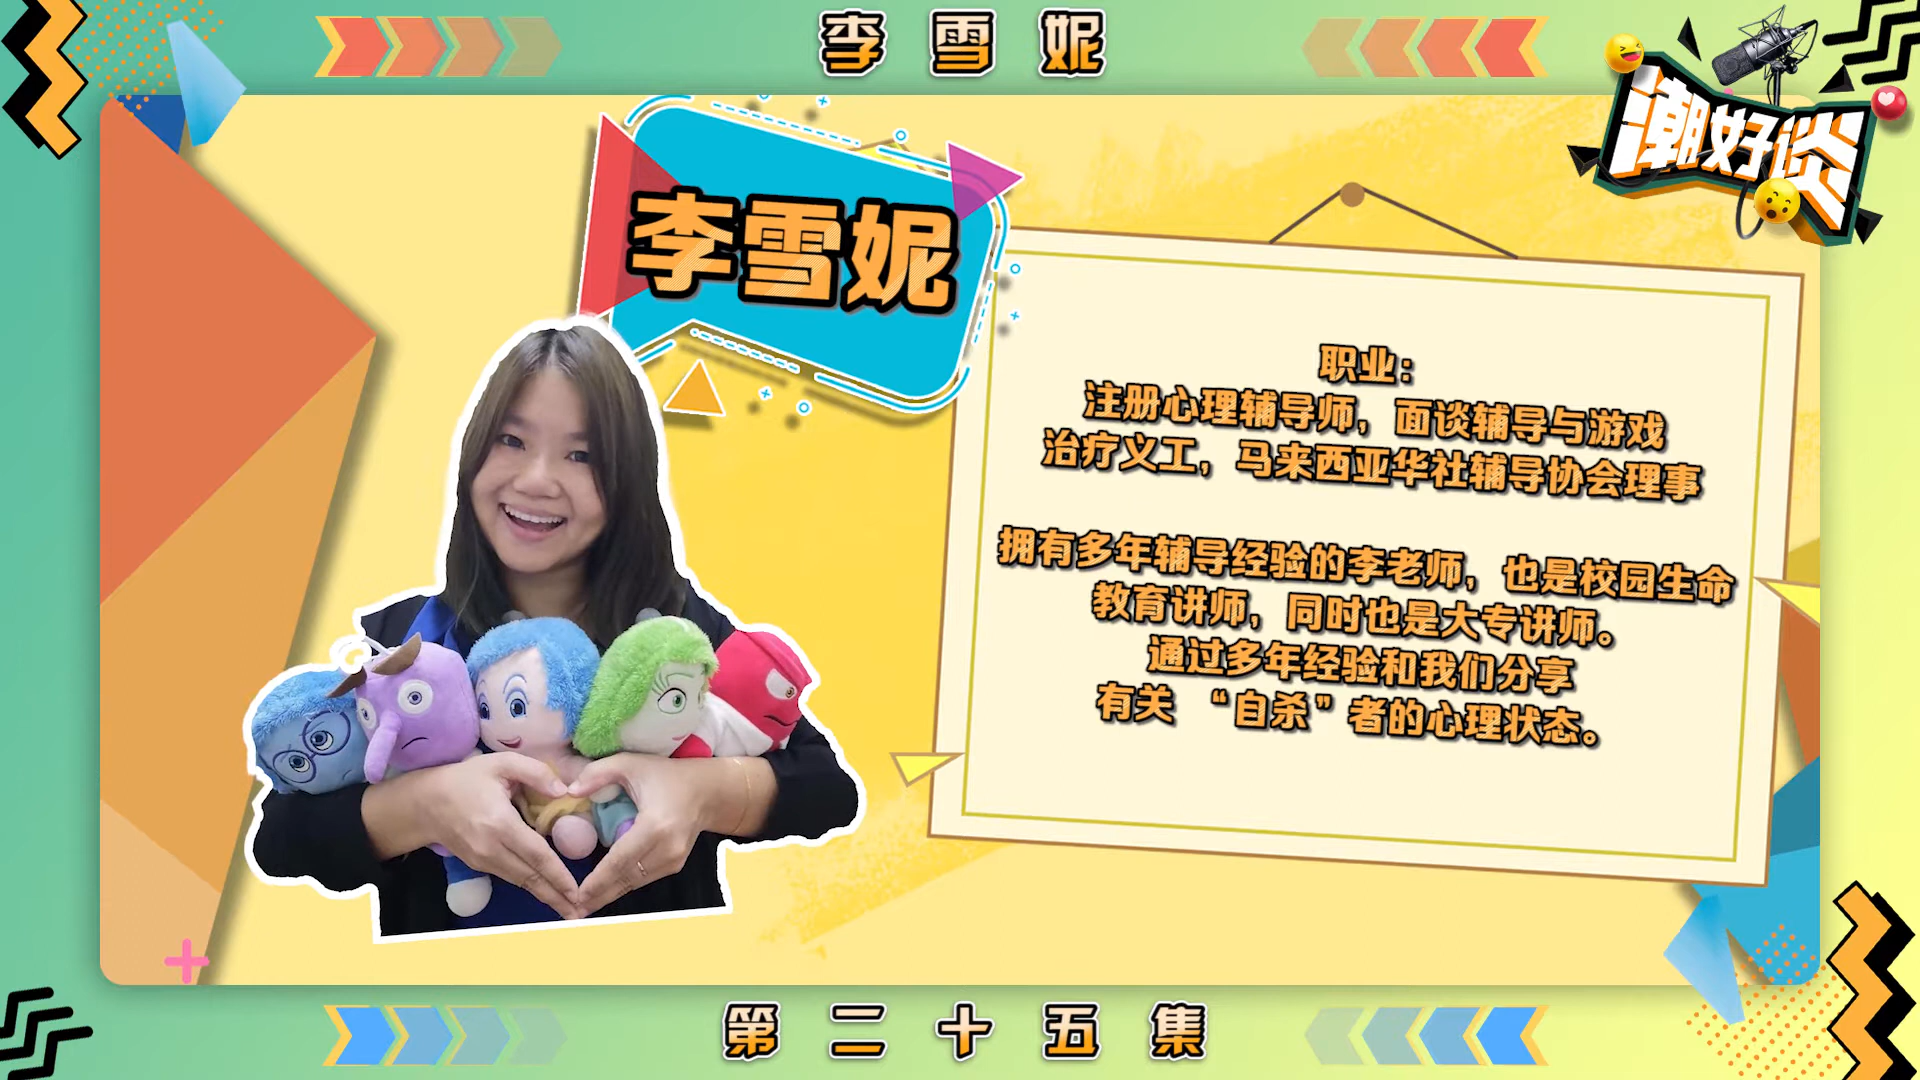 李雪妮
潮好谈
李雪妮
职业：
注册心理辅导师，面谈辅导与游戏
治疗义工，马来西亚华社辅导协会理事
拥有多年辅导经验的李老师，也是校园生命
教育讲师，同时也是大专讲师。
通过多年经验和我们分享
有关 “自杀”者的心理状态。
第二十五集